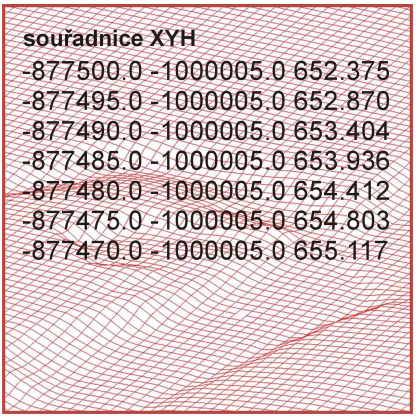 souřadnice XYH
-877500.0 -1000005.0 652.375
-877495.0 -1000005.0 652.870
-877490.0 -1000005.0 653.404
-877485.0 -1000005.0 653.936
-877480.0 -1000005.0 654.412
-877475.0 -1000005.0 654.803
-877470.0 -1000005.0 655.117